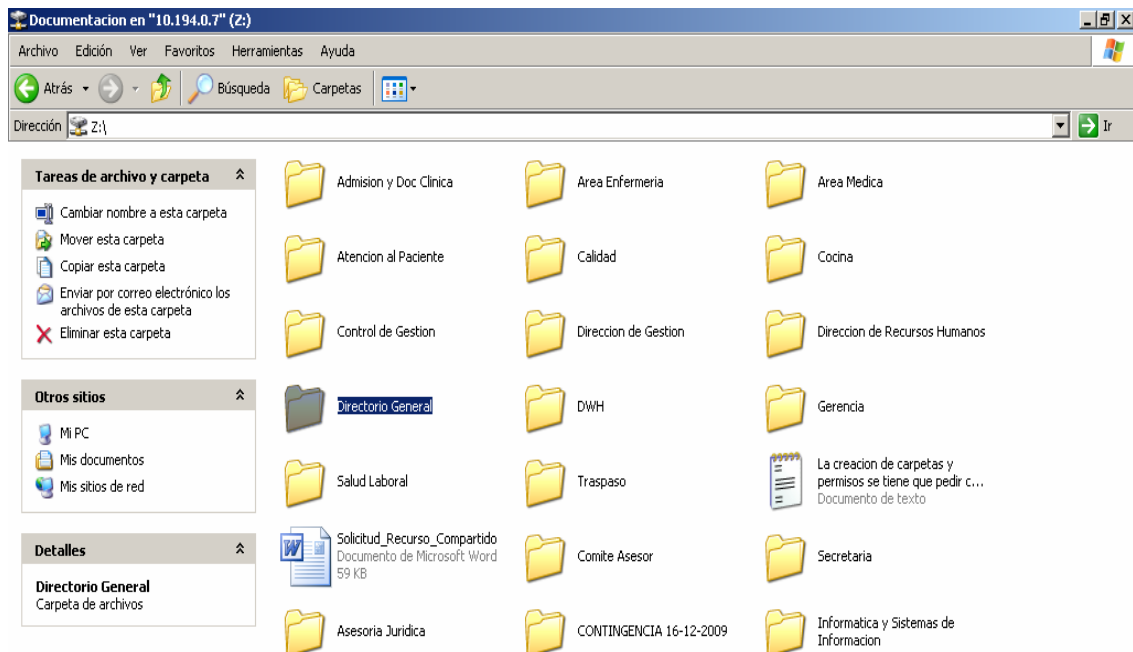 Documentacion en "10.194.0.7" (Z:)
Archivo Edición Ver Favoritos Herramientas Ayuda
Atrás Búsqueda Carpetas
Dirección Z:\ Ir
Tareas de archivo y carpeta
Cambiar nombre a esta carpeta
Mover esta carpeta
Copiar esta carpeta
Enviar por correo electrónico los
archivos de esta carpeta
Eliminar esta carpeta
Otros sitios
Mi PC
Mis documentos
Mis sitios de red
Detalles
Directorio General
Carpeta de archivos
Admision y Doc Clinica
Area Enfermeria
Area Medica
Atencion al Paciente
Calidad
Cocina
Control de Gestion
Direccion de Gestion
Direccion de Recursos Humanos
Directorio General
DWH
Gerencia
Salud Laboral
Traspaso
La creacion de carpetas y
permisos se tiene que pedir c...
Documento de texto
Solicitud_Recurso_Compartido
Documento de Microsoft Word
59 KB
Comite Asesor
Secretaria
Asesoria Juridica
CONTINGENCIA 16-12-2009
Informatica y Sistemas de
Informacion